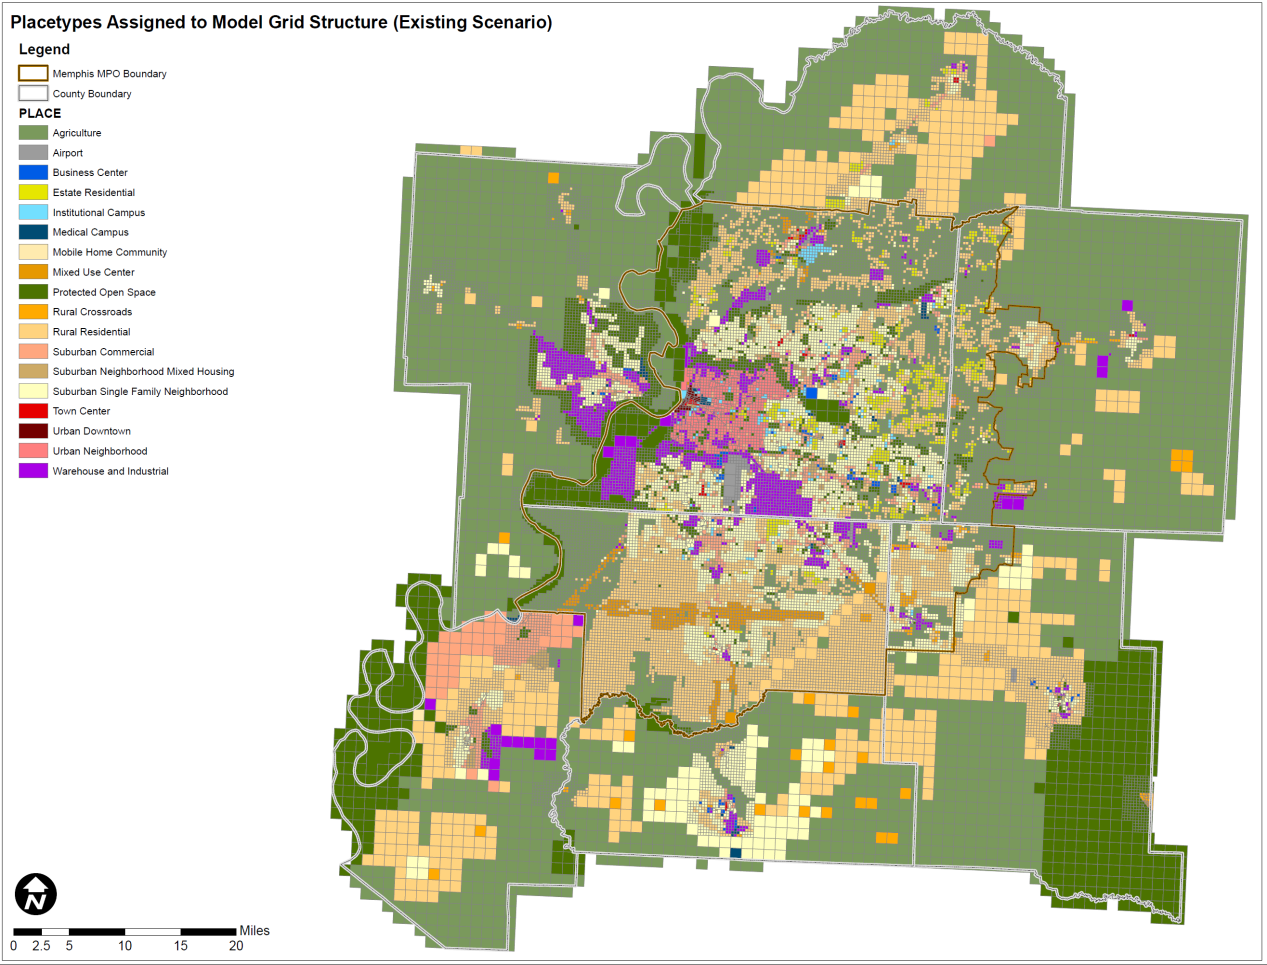 Placetypes Assigned to Model Grid Structure (Existing Scenario)
Legend
Memphis MPO Boundary
County Boundary
PLACE
Agriculture
Airport
Business Center
Estate Residential
Institutional Campus
Medical Campus
Mobile Home Community
Mixed Use Center
Protected Open Space
Rural Crossroads
Rural Residential
Suburban Commercial
Suburban Neighborhood Mixed Housing
Suburban Single Family Neighborhood
Town Center
Urban Downtown
Urban Neighborhood
Warehouse and Industrial
N
Miles
0 2.5 5 10 15 20